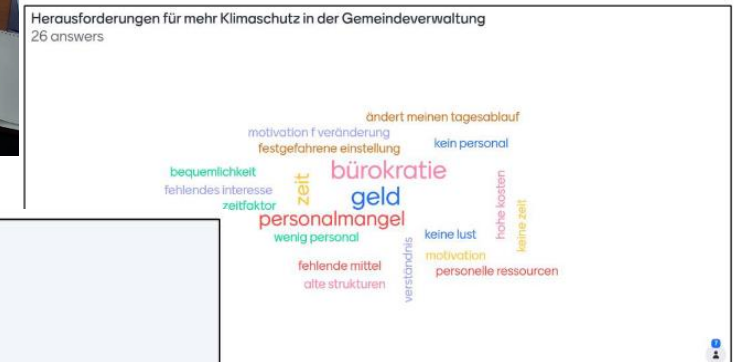 Herausforderungen für mehr Klimaschutz in der Gemeindeverwaltung
26 answers
ändert meinen tagesablauf
motivation f veränderung
kein personal
festgefahrene einstellung
bürokratie
bequemlichkeit
zeit
hohe kosten
fehlendes interesse
geld
keine zeit
zeitfaktor
personalmangel
wenig personal
keine lust
verständnis
motivation
fehlende mittel
personelle ressourcen
alte strukturen